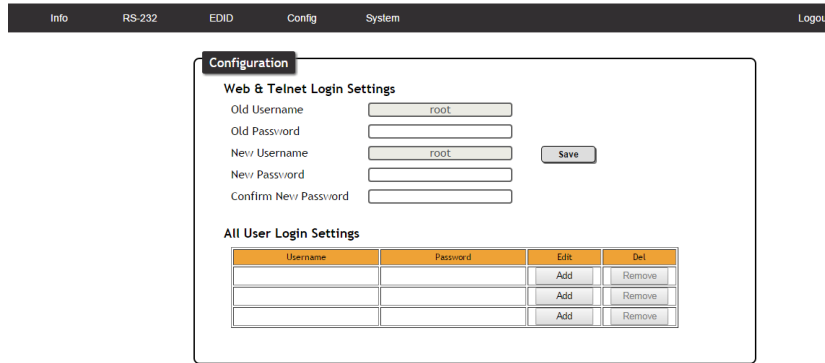 Info RS-232 EDID Config System Logou
Configuration
Web & Telnet Login Settings
Old Username root
Old Password
New Username root Save
New Password
Confirm New Password
All User Login Settings
Username Password Edit Del
Add Remove
Add Remove
Add Remove